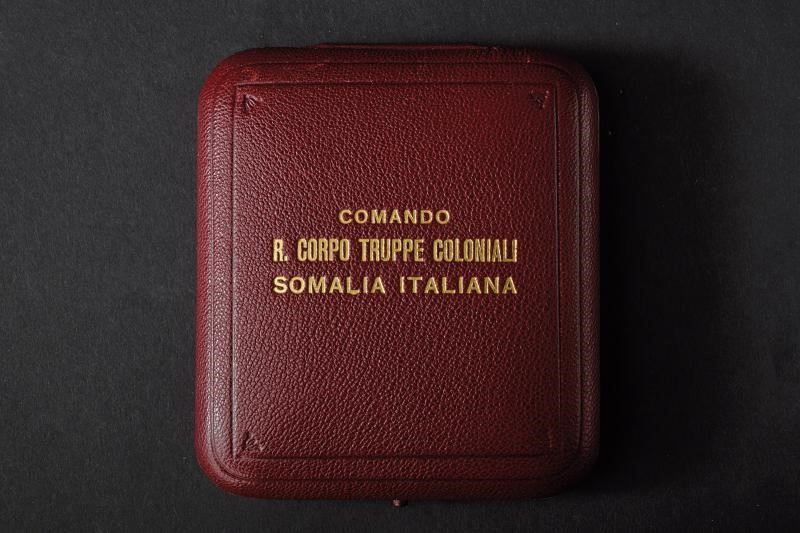 COMANDO
R. CORPO TRUPPE COLONIALI
SOMALIA ITALIANA